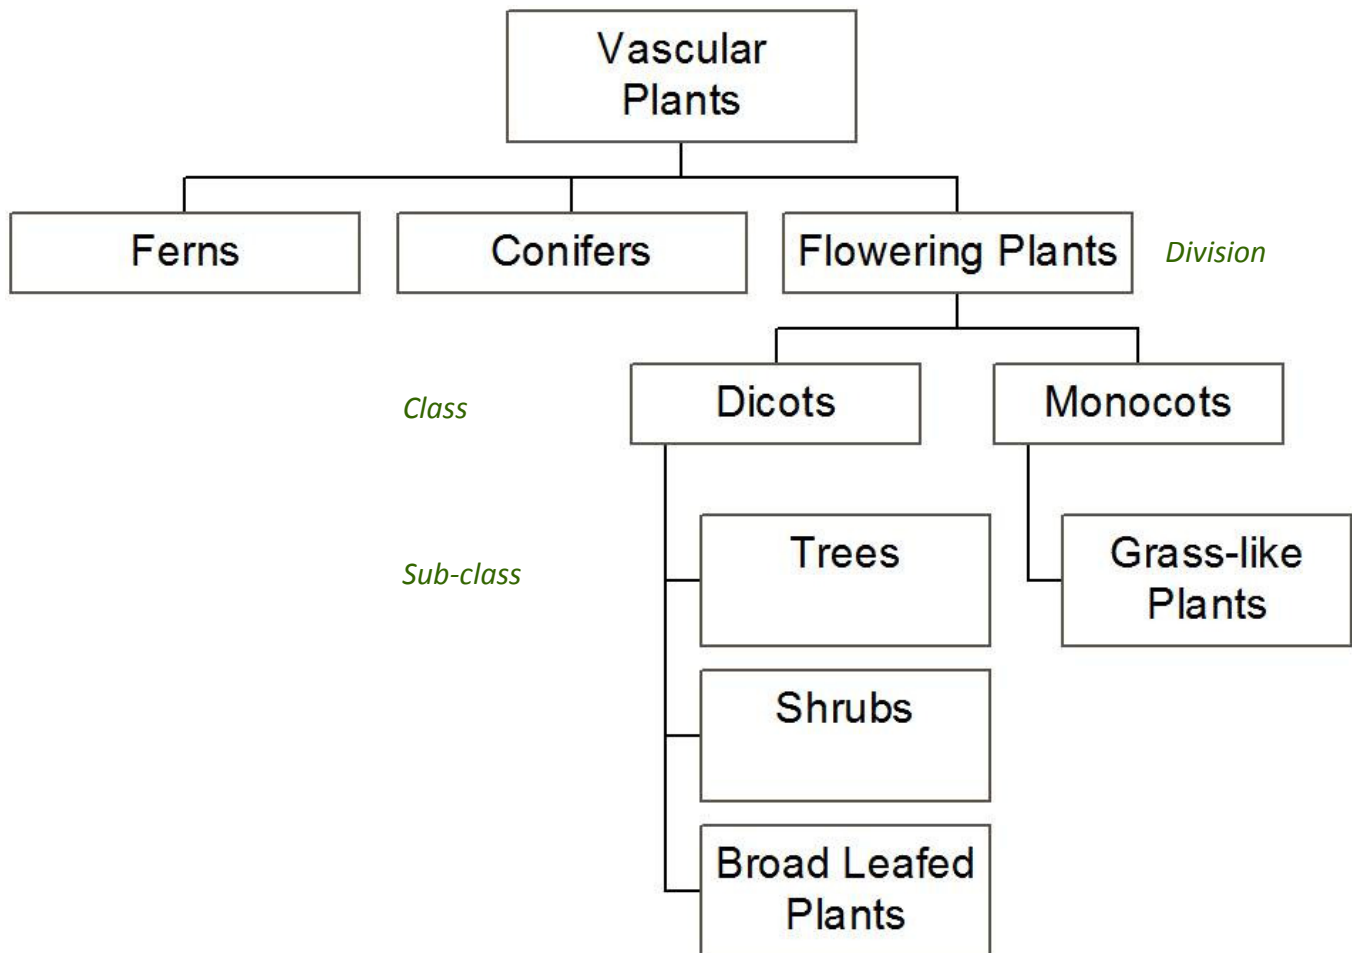 Vascular
Plants
Ferns
Conifers
Flowering Plants
Division
Class
Dicots
Monocots
Sub-class
Trees
Grass-like
Plants
Shrubs
Broad Leafed
Plants